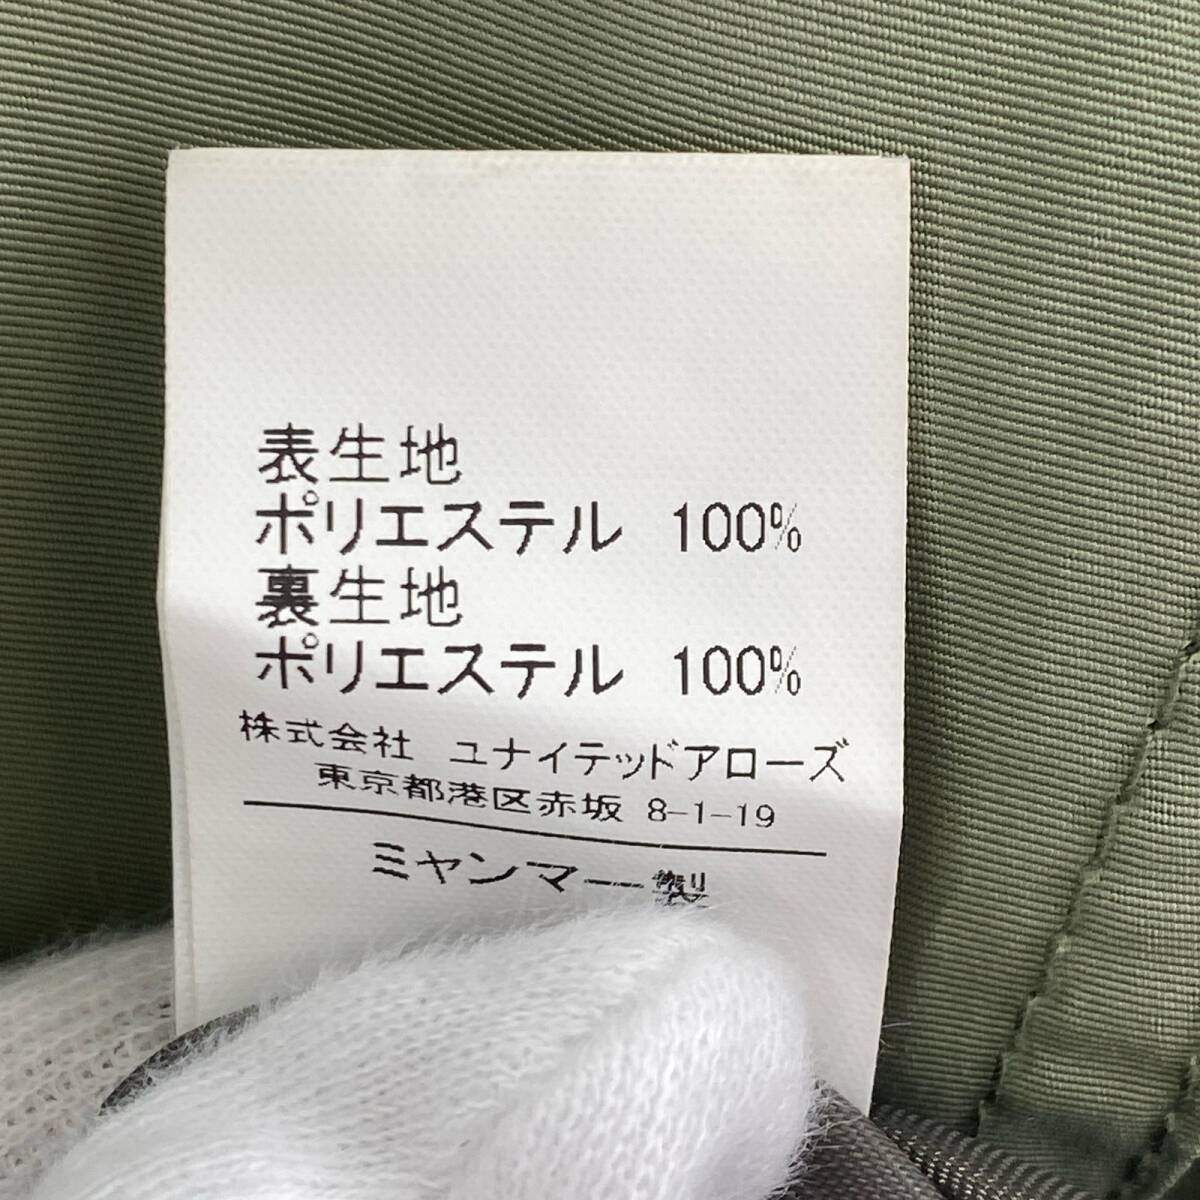 表生地
ポリエステル 100%
裏生地
ポリエステル 100%
株式会社 ユナイテッドアローズ
東京都港区赤坂 8-1-19
ミャンマー製